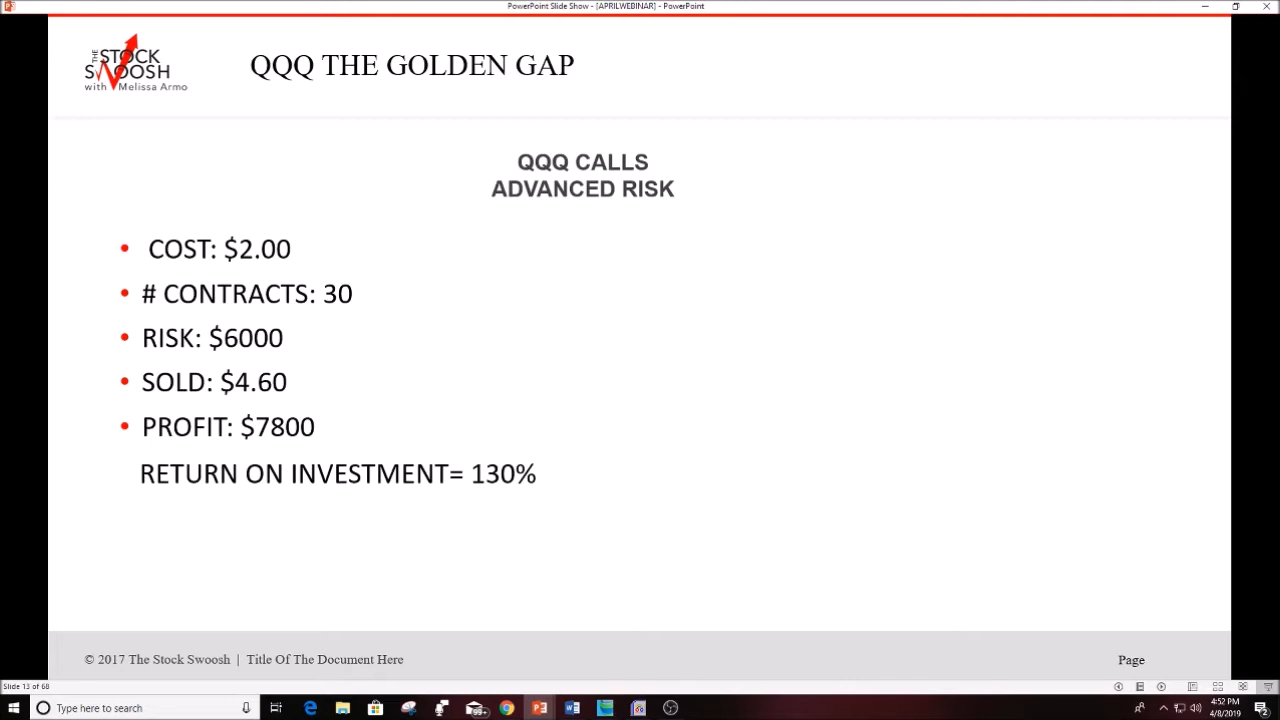 PowerPoint Slide Show - [APRILWEBINAR] - PowerPoint
THE STOCK
SWOOSH
with Melissa Armo
QQQ THE GOLDEN GAP
QQQ CALLS
ADVANCED RISK
• COST: $2.00
• # CONTRACTS: 30
• RISK: $6000
• SOLD: $4.60
• PROFIT: $7800
RETURN ON INVESTMENT= 130%
© 2017 The Stock Swoosh | Title Of The Document Here
Page
Slide 13 of 68
Type here to search
99+
4:52 PM
4/8/2019
2